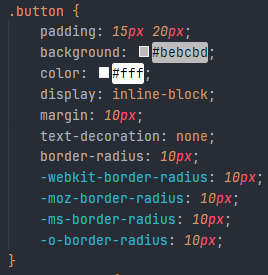 .button {
padding: 15px 20px;
background: #bebcbd;
color: #fff;
display: inline-block;
margin: 10px;
text-decoration: none;
border-radius: 10px;
-webkit-border-radius: 10px;
-moz-border-radius: 10px;
-ms-border-radius: 10px;
-o-border-radius: 10px;
}